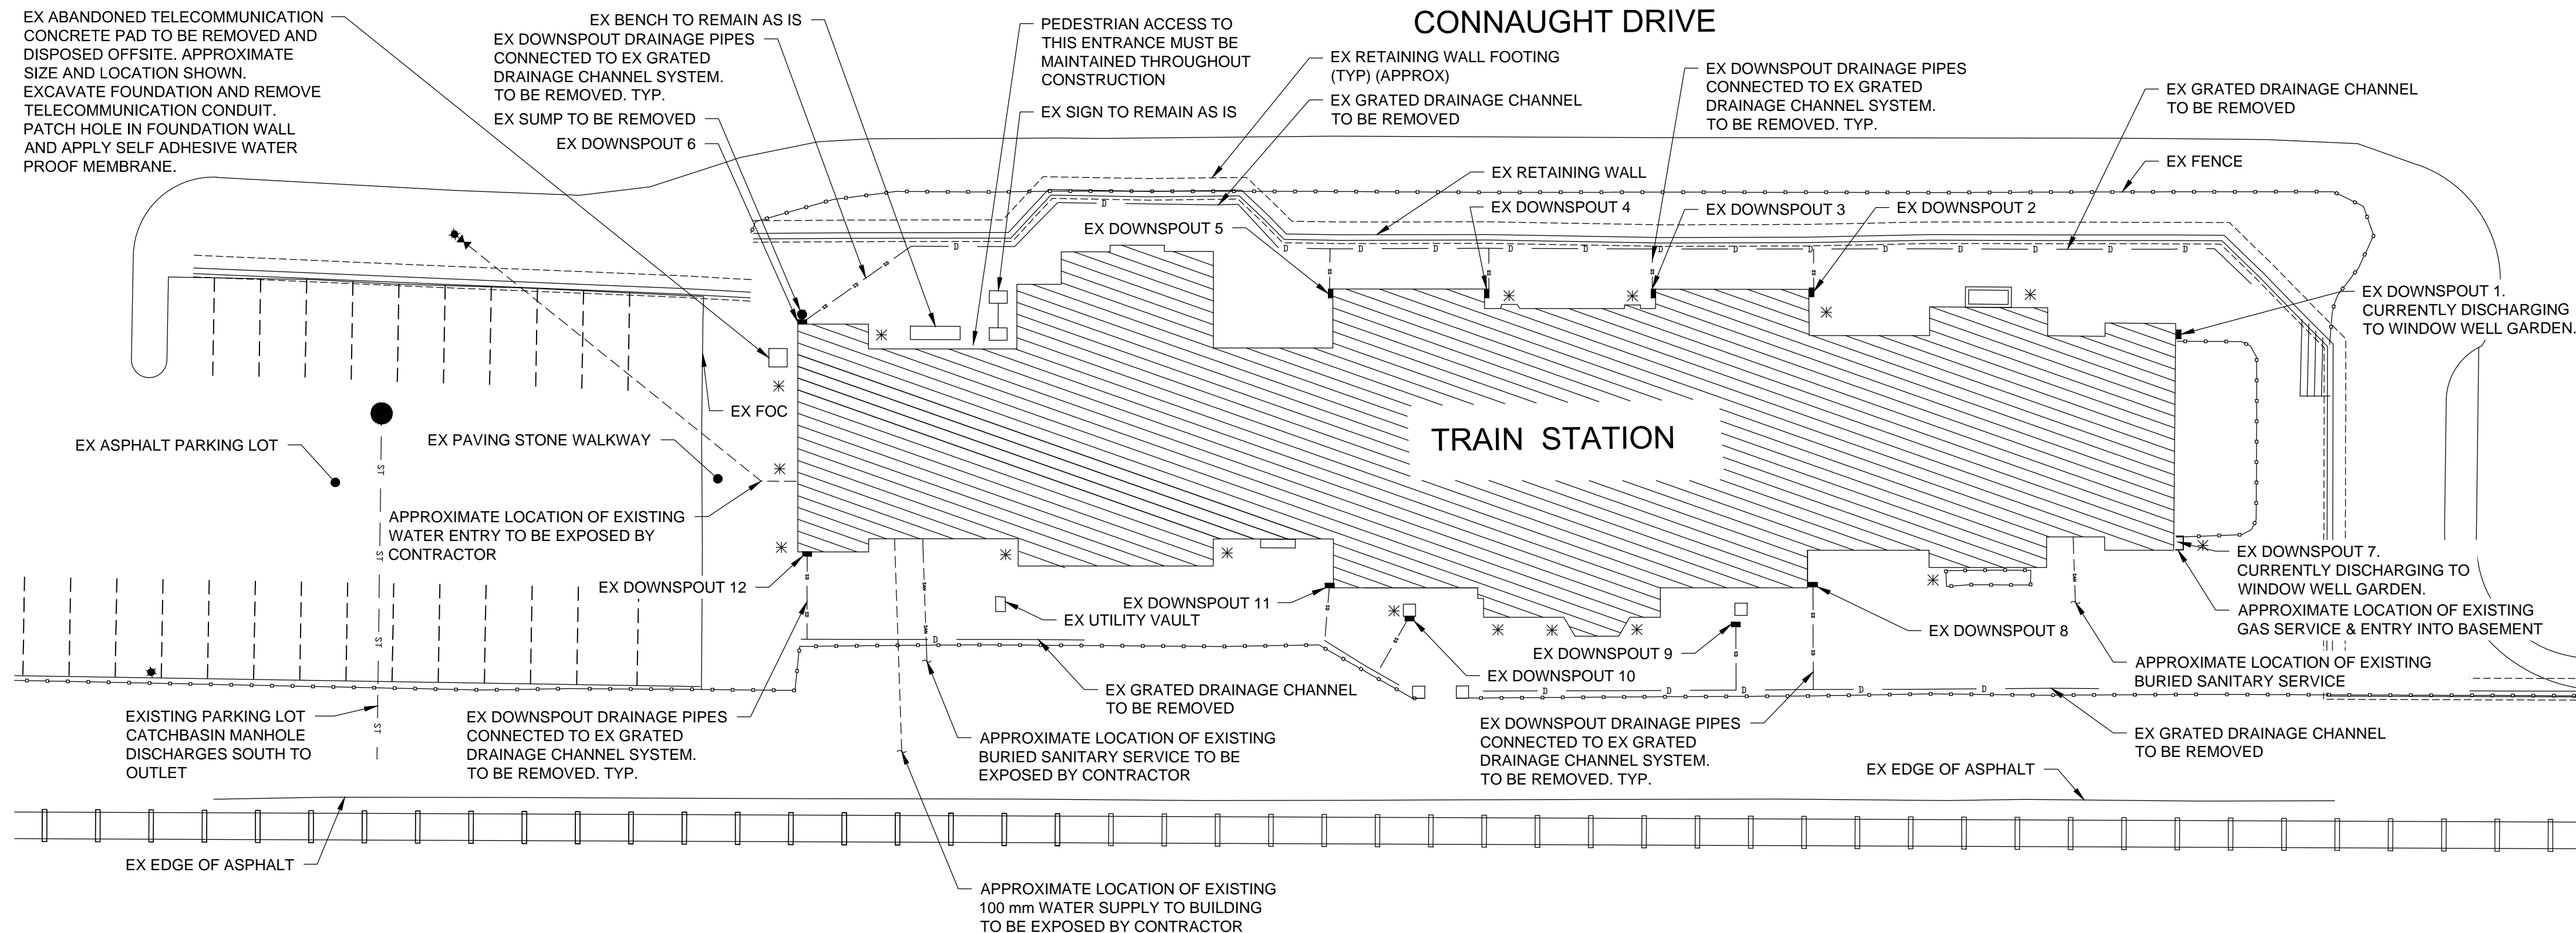 CONNAUGHT DRIVE
EX ABANDONED TELECOMMUNICATION
CONCRETE PAD TO BE REMOVED AND
DISPOSED OFFSITE. APPROXIMATE
SIZE AND LOCATION SHOWN.
EXCAVATE FOUNDATION AND REMOVE
TELECOMMUNICATION CONDUIT.
PATCH HOLE IN FOUNDATION WALL
AND APPLY SELF ADHESIVE WATER
PROOF MEMBRANE.
EX BENCH TO REMAIN AS IS
EX DOWNSPOUT DRAINAGE PIPES
CONNECTED TO EX GRATED
DRAINAGE CHANNEL SYSTEM.
TO BE REMOVED. TYP.
EX SUMP TO BE REMOVED
EX DOWNSPOUT 6
PEDESTRIAN ACCESS TO
THIS ENTRANCE MUST BE
MAINTAINED THROUGHOUT
CONSTRUCTION
EX SIGN TO REMAIN AS IS
EX RETAINING WALL FOOTING
(TYP) (APPROX)
EX GRATED DRAINAGE CHANNEL
TO BE REMOVED
EX DOWNSPOUT DRAINAGE PIPES
CONNECTED TO EX GRATED
DRAINAGE CHANNEL SYSTEM.
TO BE REMOVED. TYP.
EX GRATED DRAINAGE CHANNEL
TO BE REMOVED
EX FENCE
EX RETAINING WALL
EX DOWNSPOUT 5
EX DOWNSPOUT 4
EX DOWNSPOUT 3
EX DOWNSPOUT 2
EX DOWNSPOUT 1.
CURRENTLY DISCHARGING
TO WINDOW WELL GARDEN.
D
D
D D D D D D D D D D D D
EX FOC
EX ASPHALT PARKING LOT
EX PAVING STONE WALKWAY
TRAIN STATION
ST
ST
ST
ST
APPROXIMATE LOCATION OF EXISTING
WATER ENTRY TO BE EXPOSED BY
CONTRACTOR
EX DOWNSPOUT 12
EX UTILITY VAULT
EX DOWNSPOUT 11
EX DOWNSPOUT 10
EX DOWNSPOUT 9
EX DOWNSPOUT 8
EX DOWNSPOUT 7.
CURRENTLY DISCHARGING TO
WINDOW WELL GARDEN.
APPROXIMATE LOCATION OF EXISTING
GAS SERVICE & ENTRY INTO BASEMENT
APPROXIMATE LOCATION OF EXISTING
BURIED SANITARY SERVICE
SAN
SAN
D
D D D D D
EXISTING PARKING LOT
CATCHBASIN MANHOLE
DISCHARGES SOUTH TO
OUTLET
EX DOWNSPOUT DRAINAGE PIPES
CONNECTED TO EX GRATED
DRAINAGE CHANNEL SYSTEM.
TO BE REMOVED. TYP.
EX GRATED DRAINAGE CHANNEL
TO BE REMOVED
APPROXIMATE LOCATION OF EXISTING
BURIED SANITARY SERVICE TO BE
EXPOSED BY CONTRACTOR
EX DOWNSPOUT DRAINAGE PIPES
CONNECTED TO EX GRATED
DRAINAGE CHANNEL SYSTEM.
TO BE REMOVED. TYP.
EX GRATED DRAINAGE CHANNEL
TO BE REMOVED
EX EDGE OF ASPHALT
EX EDGE OF ASPHALT
APPROXIMATE LOCATION OF EXISTING
100 mm WATER SUPPLY TO BUILDING
TO BE EXPOSED BY CONTRACTOR